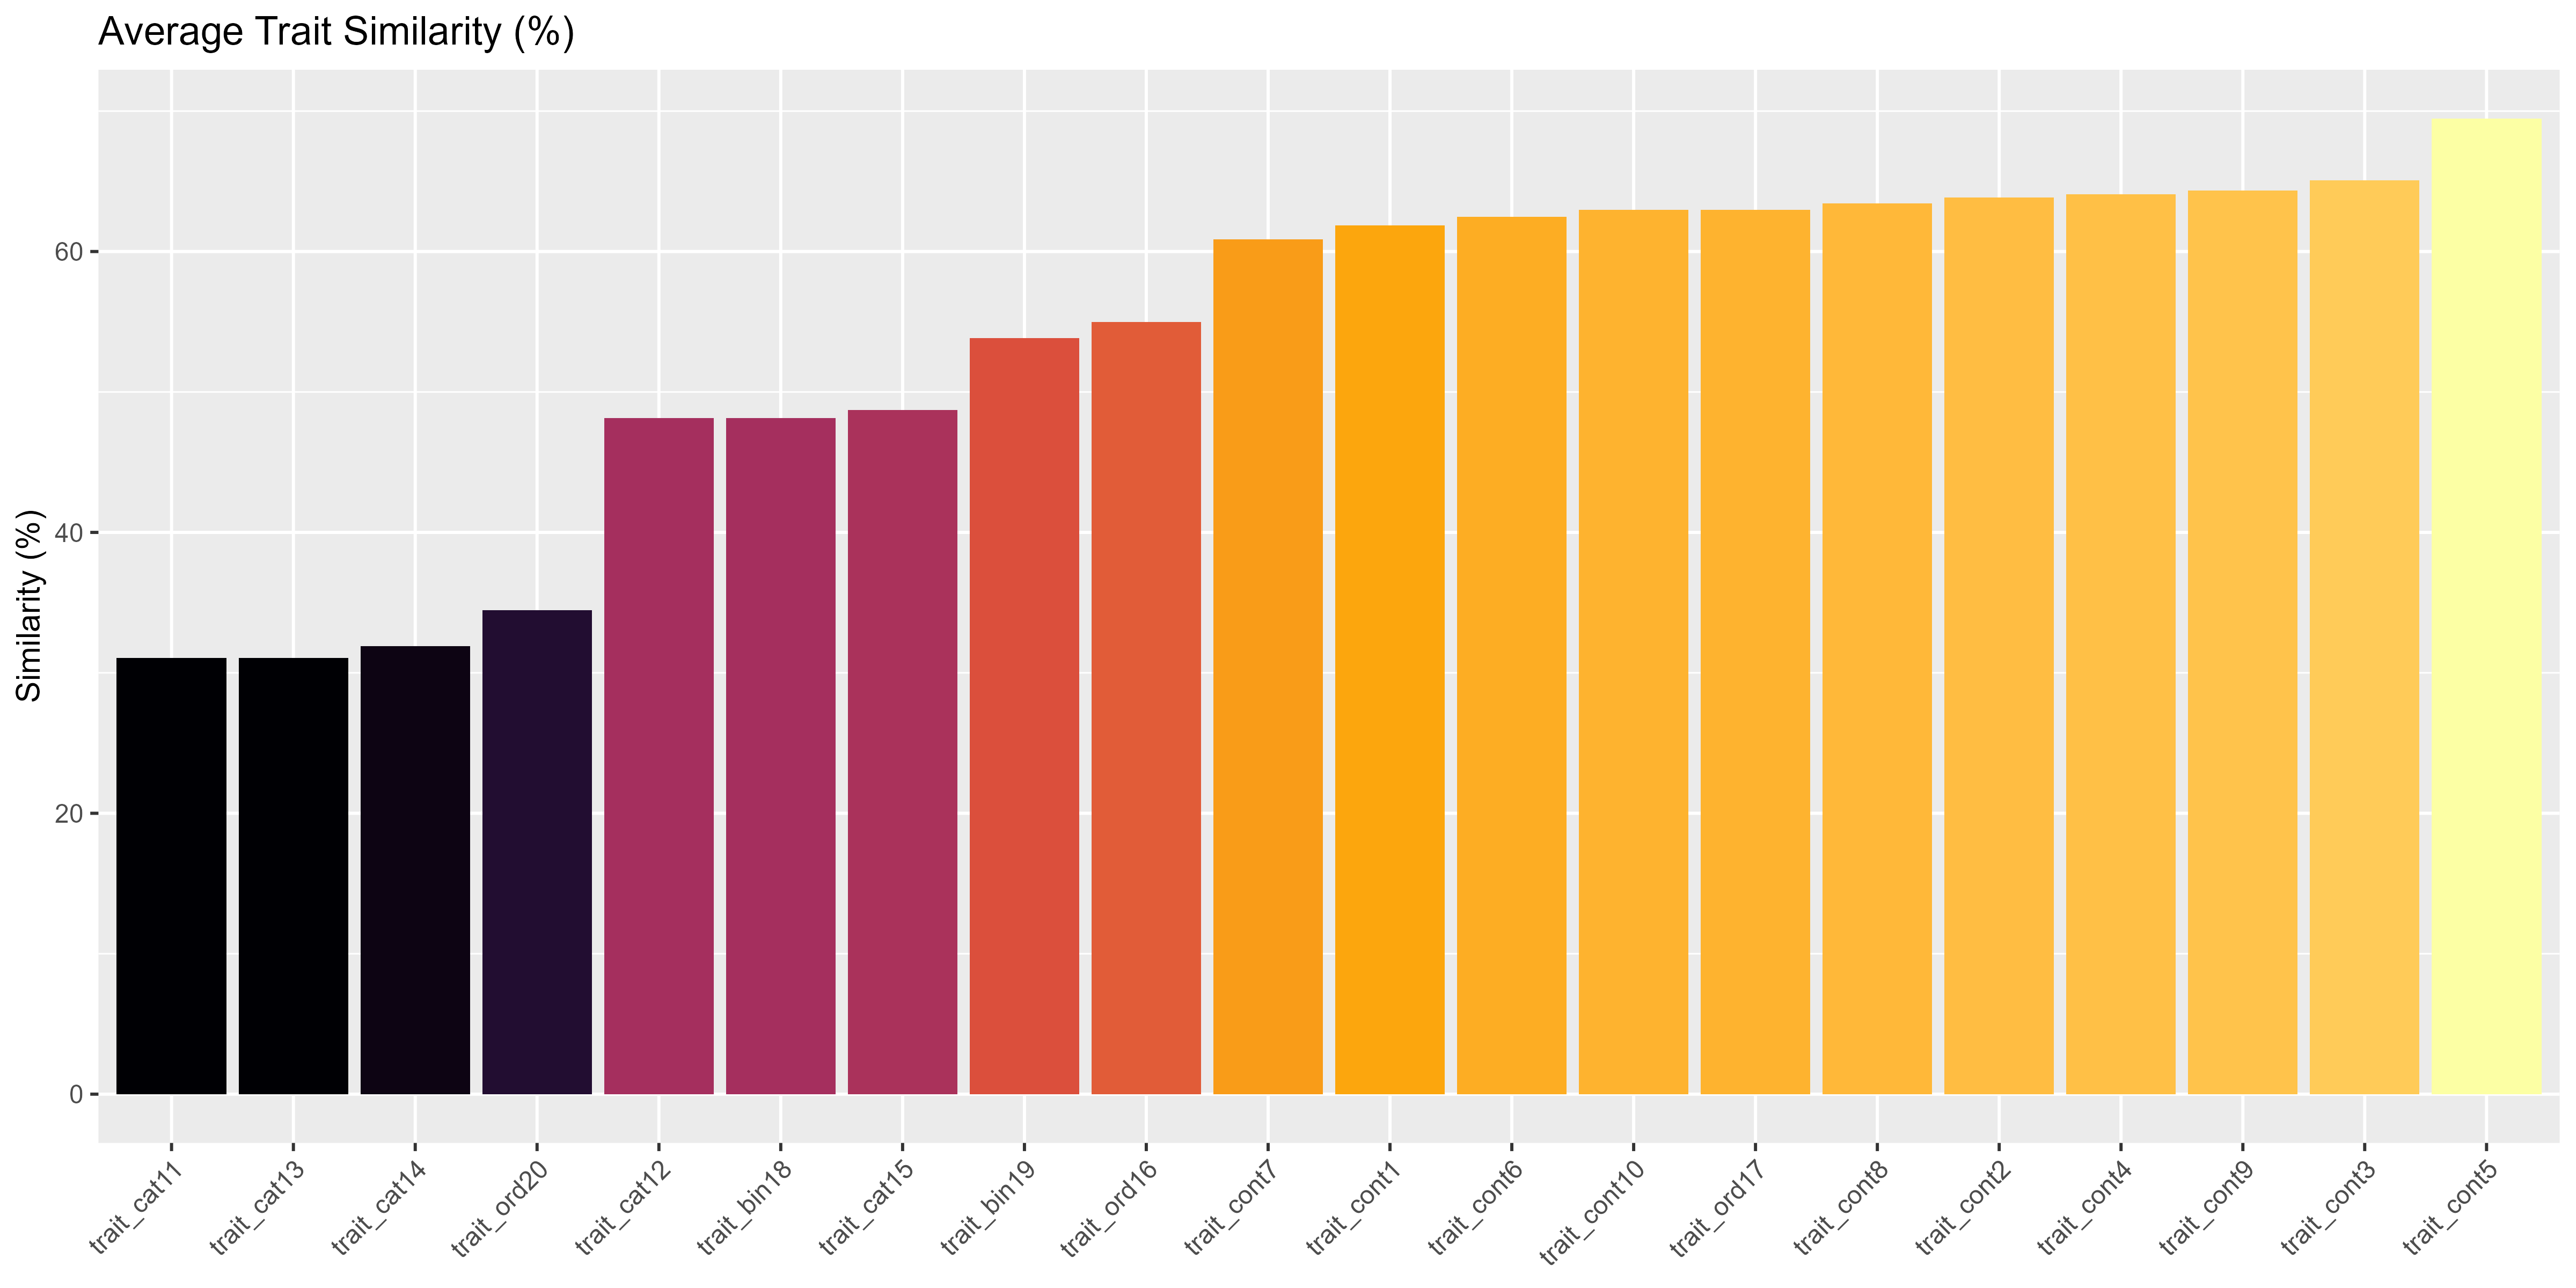 Average Trait Similarity (%)
Similarity (%)
60
40
20
0
trait_cat11
trait_cat13
trait_cat14
trait_ord20
trait_cat12
trait_bin18
trait_cat15
trait_bin19
trait_ord16
trait_cont7
trait_cont1
trait_cont6
trait_cont10
trait_ord17
trait_cont8
trait_cont2
trait_cont4
trait_cont9
trait_cont3
trait_cont5